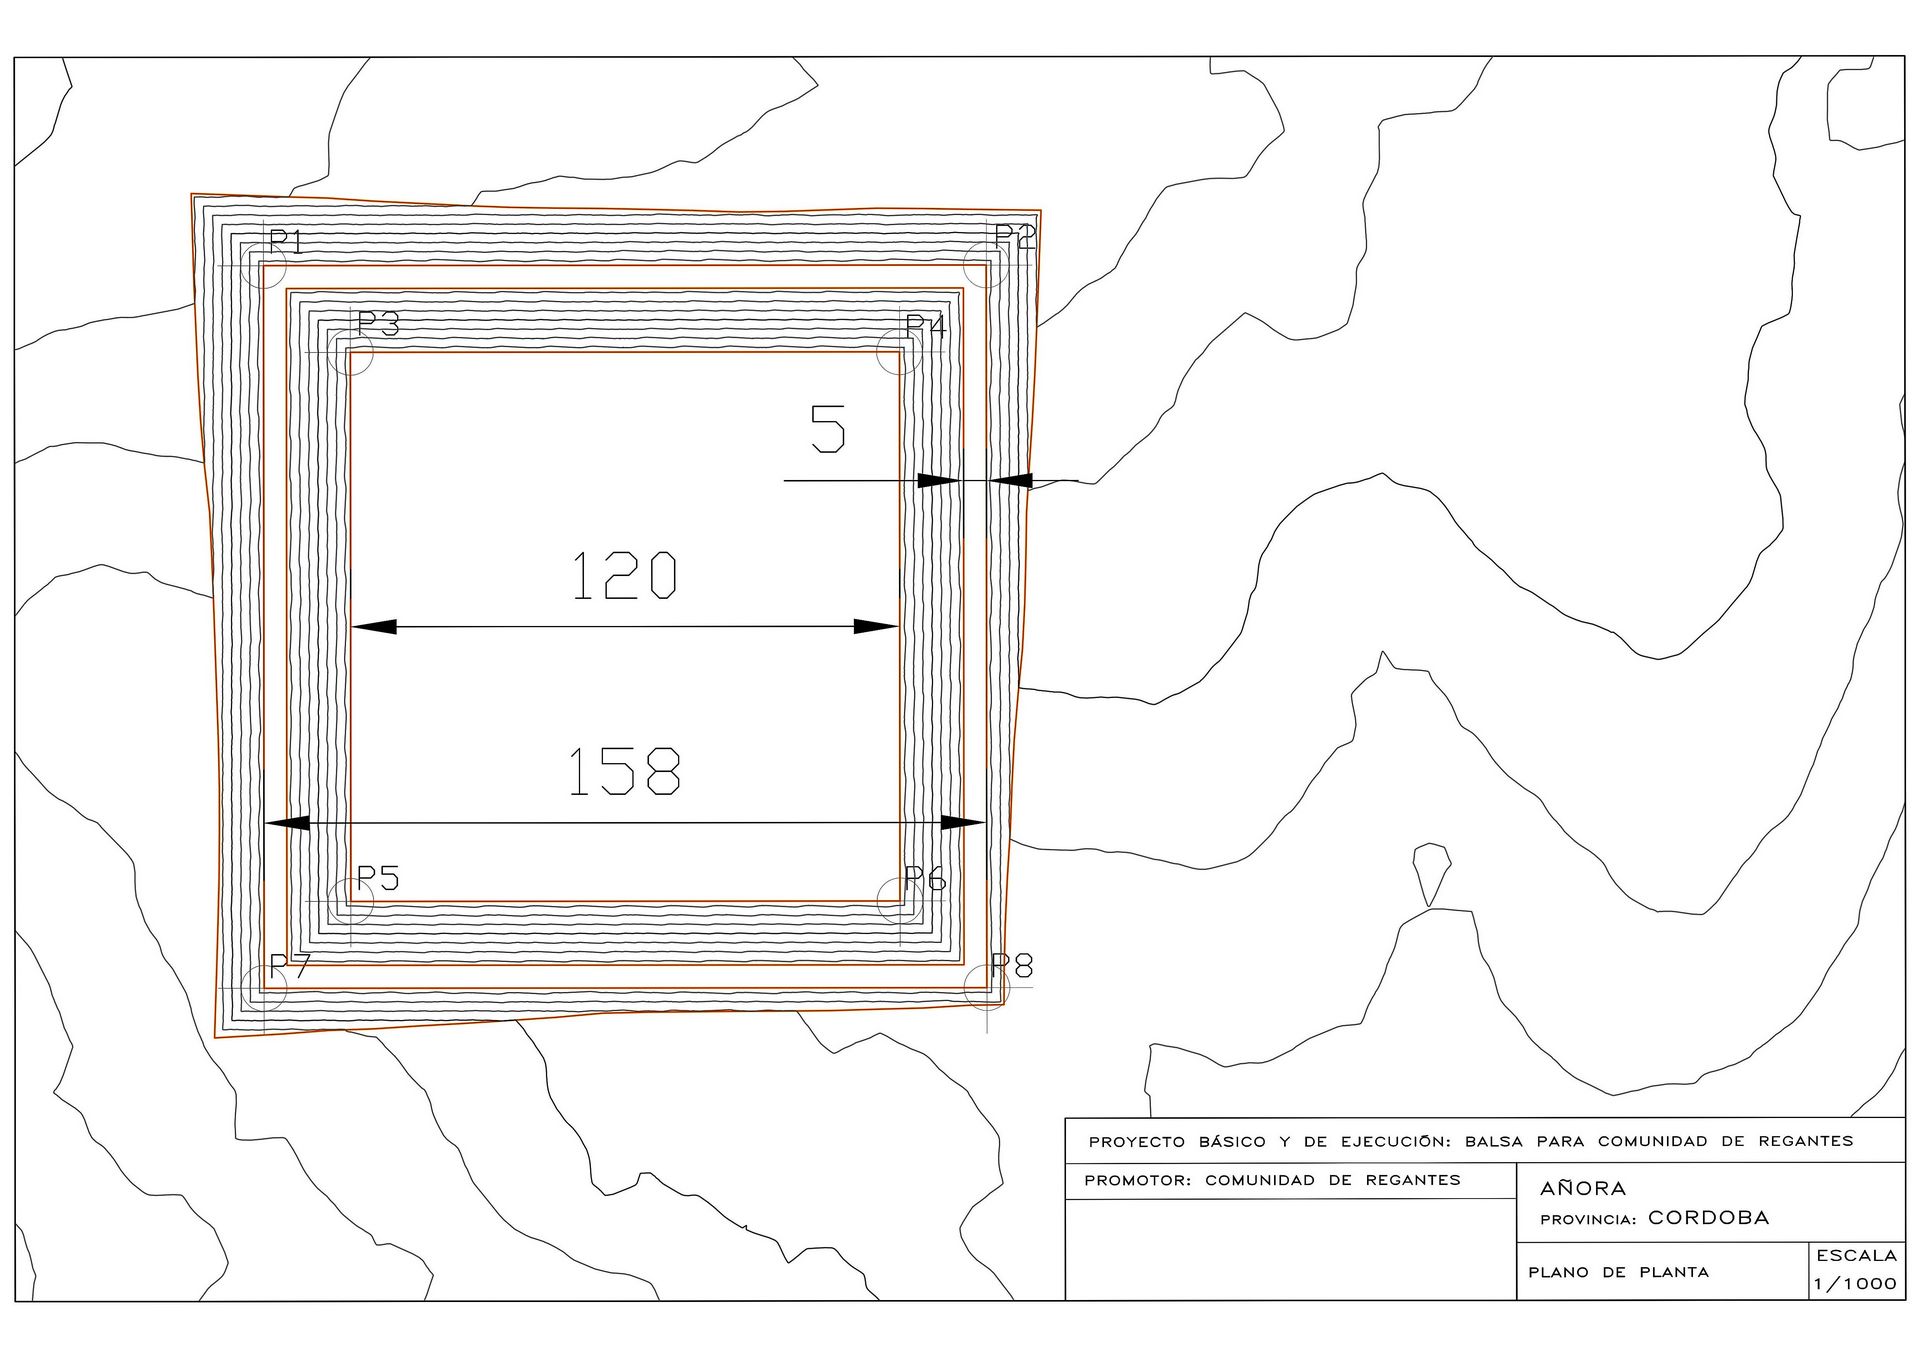 P1
P2
P3
P4
5
120
158
P5
P6
P7
P8
PROYECTO BÁSICO Y DE EJECUCIÓN: BALSA PARA COMUNIDAD DE REGANTES
PROMOTOR: COMUNIDAD DE REGANTES
AÑORA
PROVINCIA: CORDOBA
PLANO DE PLANTA
ESCALA
1/1000